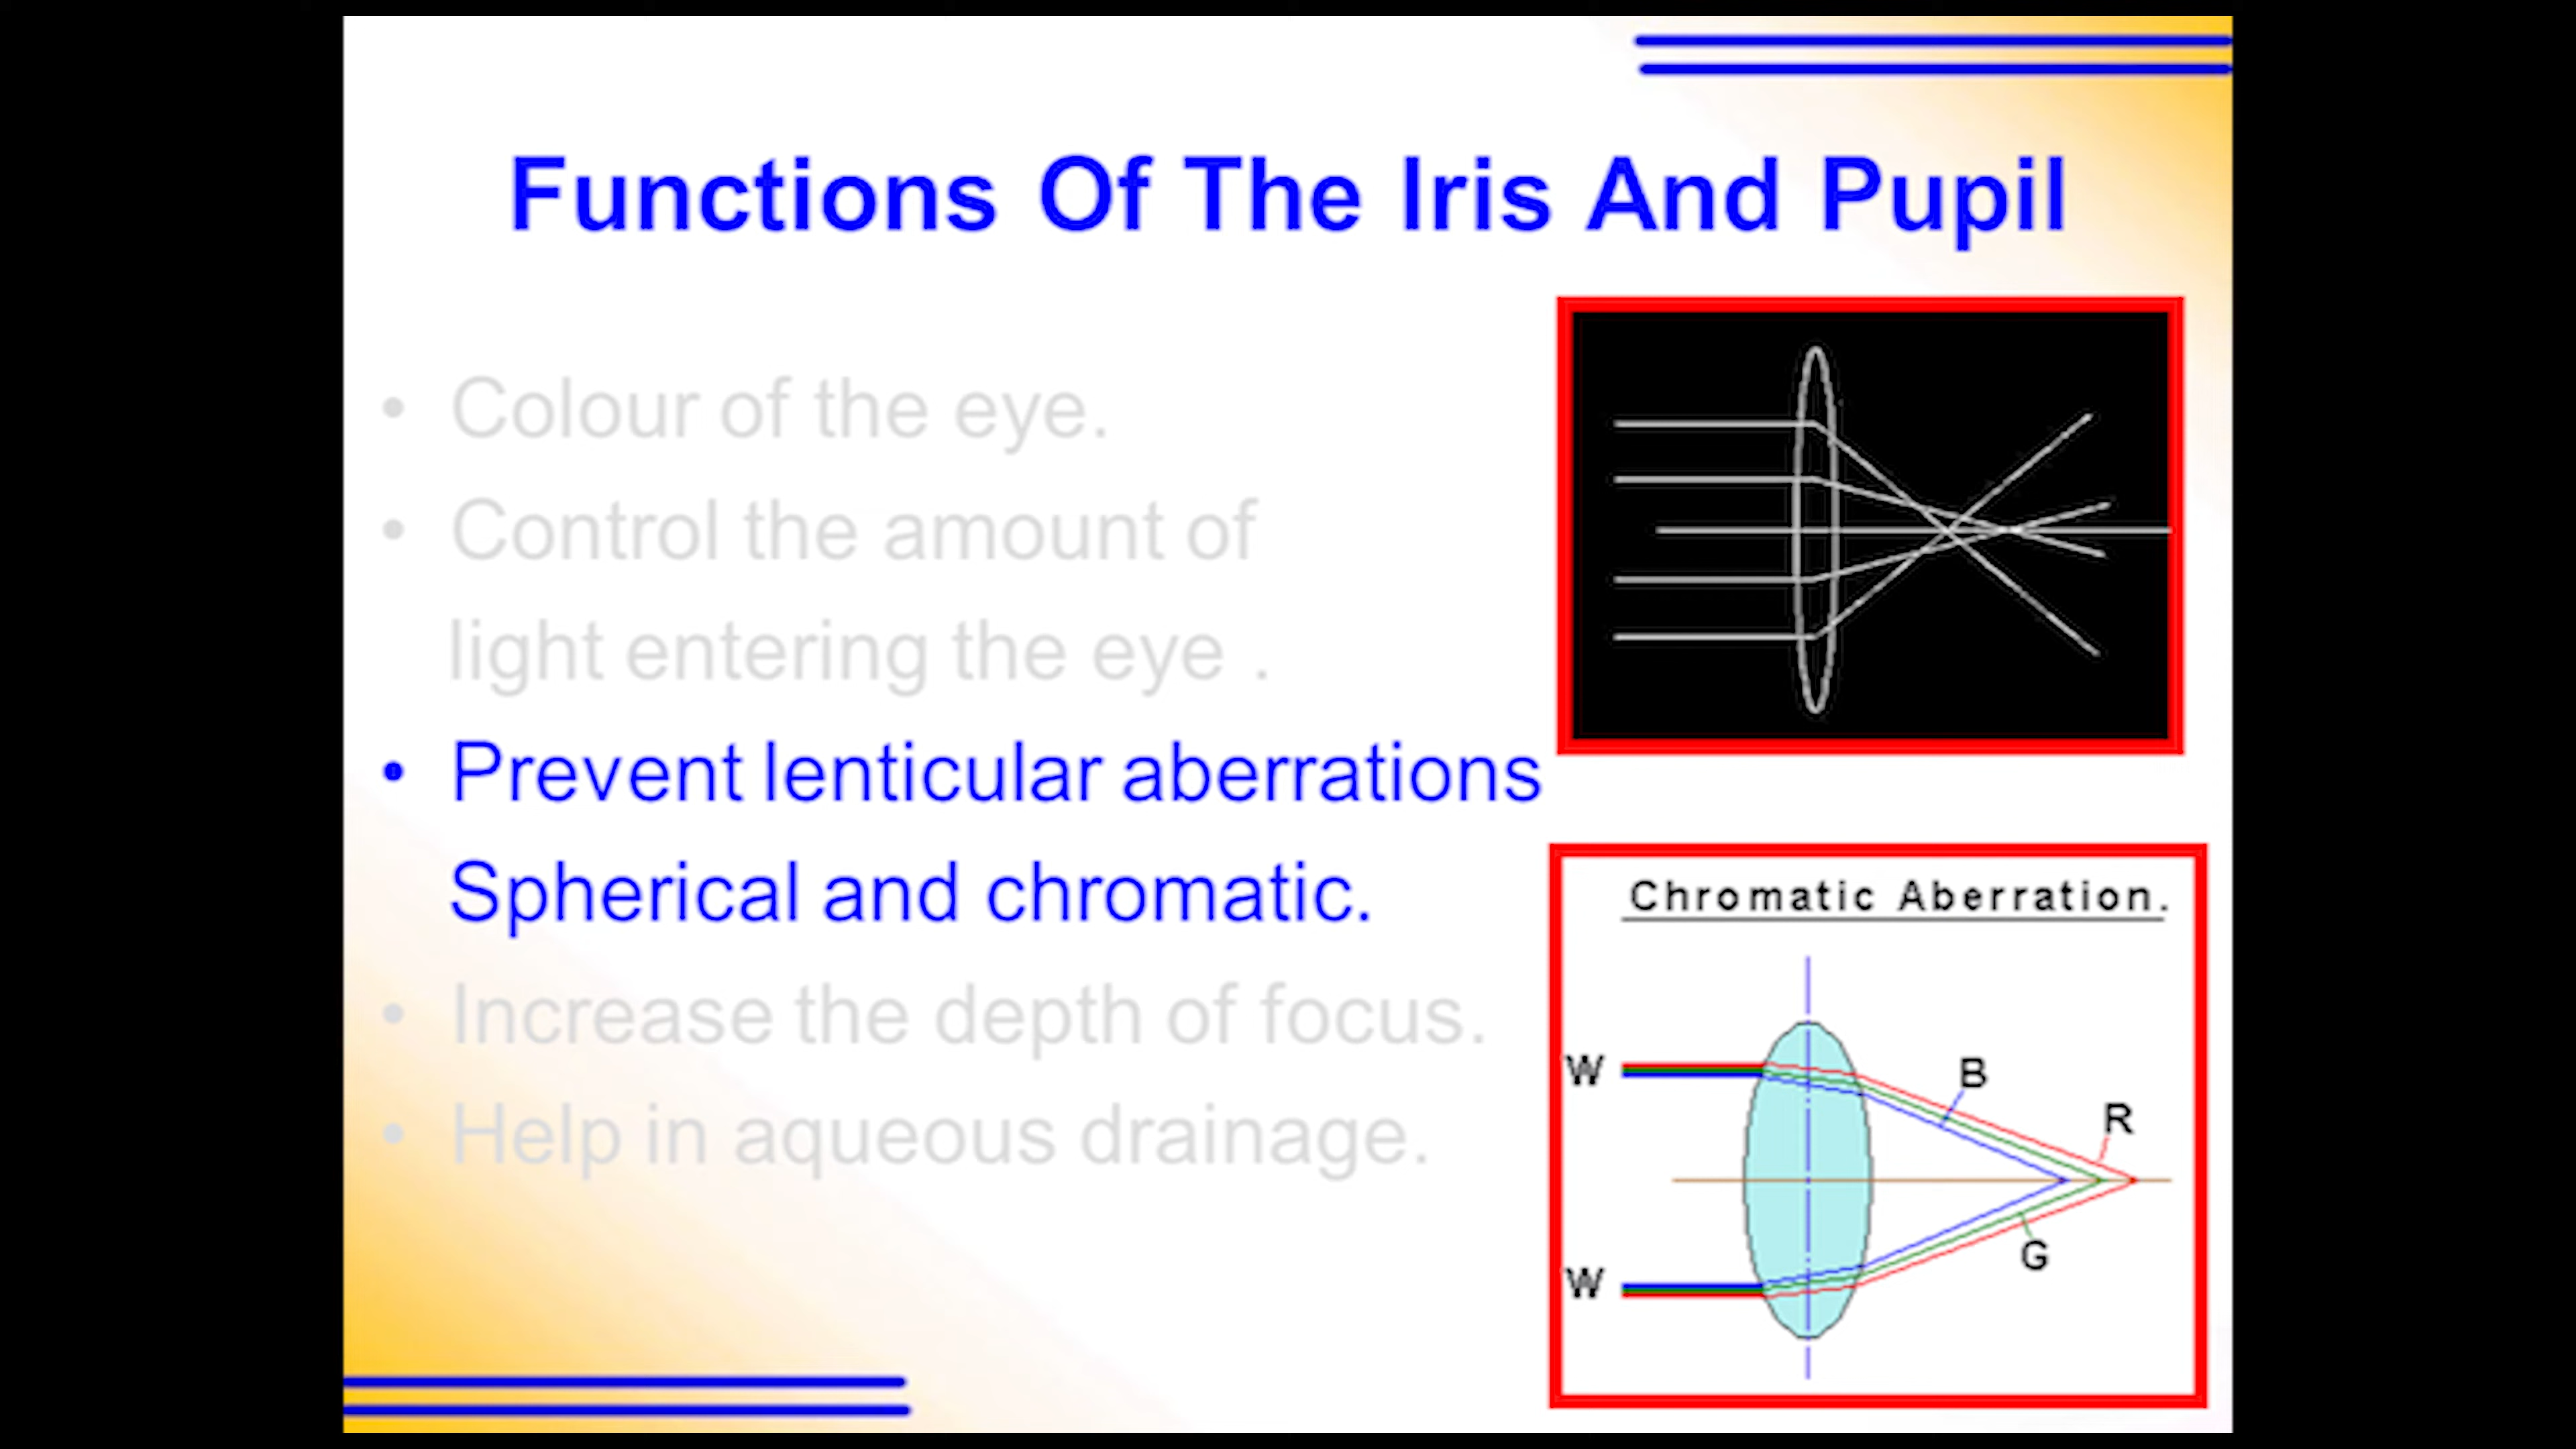 Functions Of The Iris And Pupil
• Colour of the eye.
• Control the amount of
light entering the eye .
• Prevent lenticular aberrations
Spherical and chromatic.
• Increase the depth of focus.
• Help in aqueous drainage.
Chromatic Aberration.
W
B
R
W
G